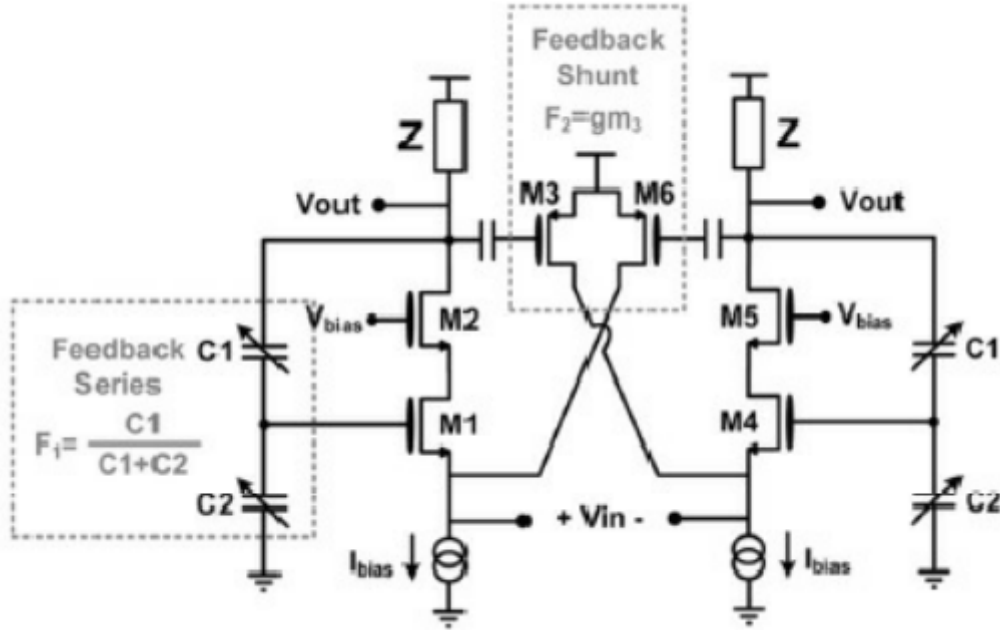 Feedback
Shunt
F₂=gm₃
Z
Z
M3
M6
Vout
Vout
Vbias
M2
M5
Vbias
Feedback
Series
F₁= C1
C1+C2
C1
C1
M1
M4
C2
C2
+ Vin -
Ibias
Ibias